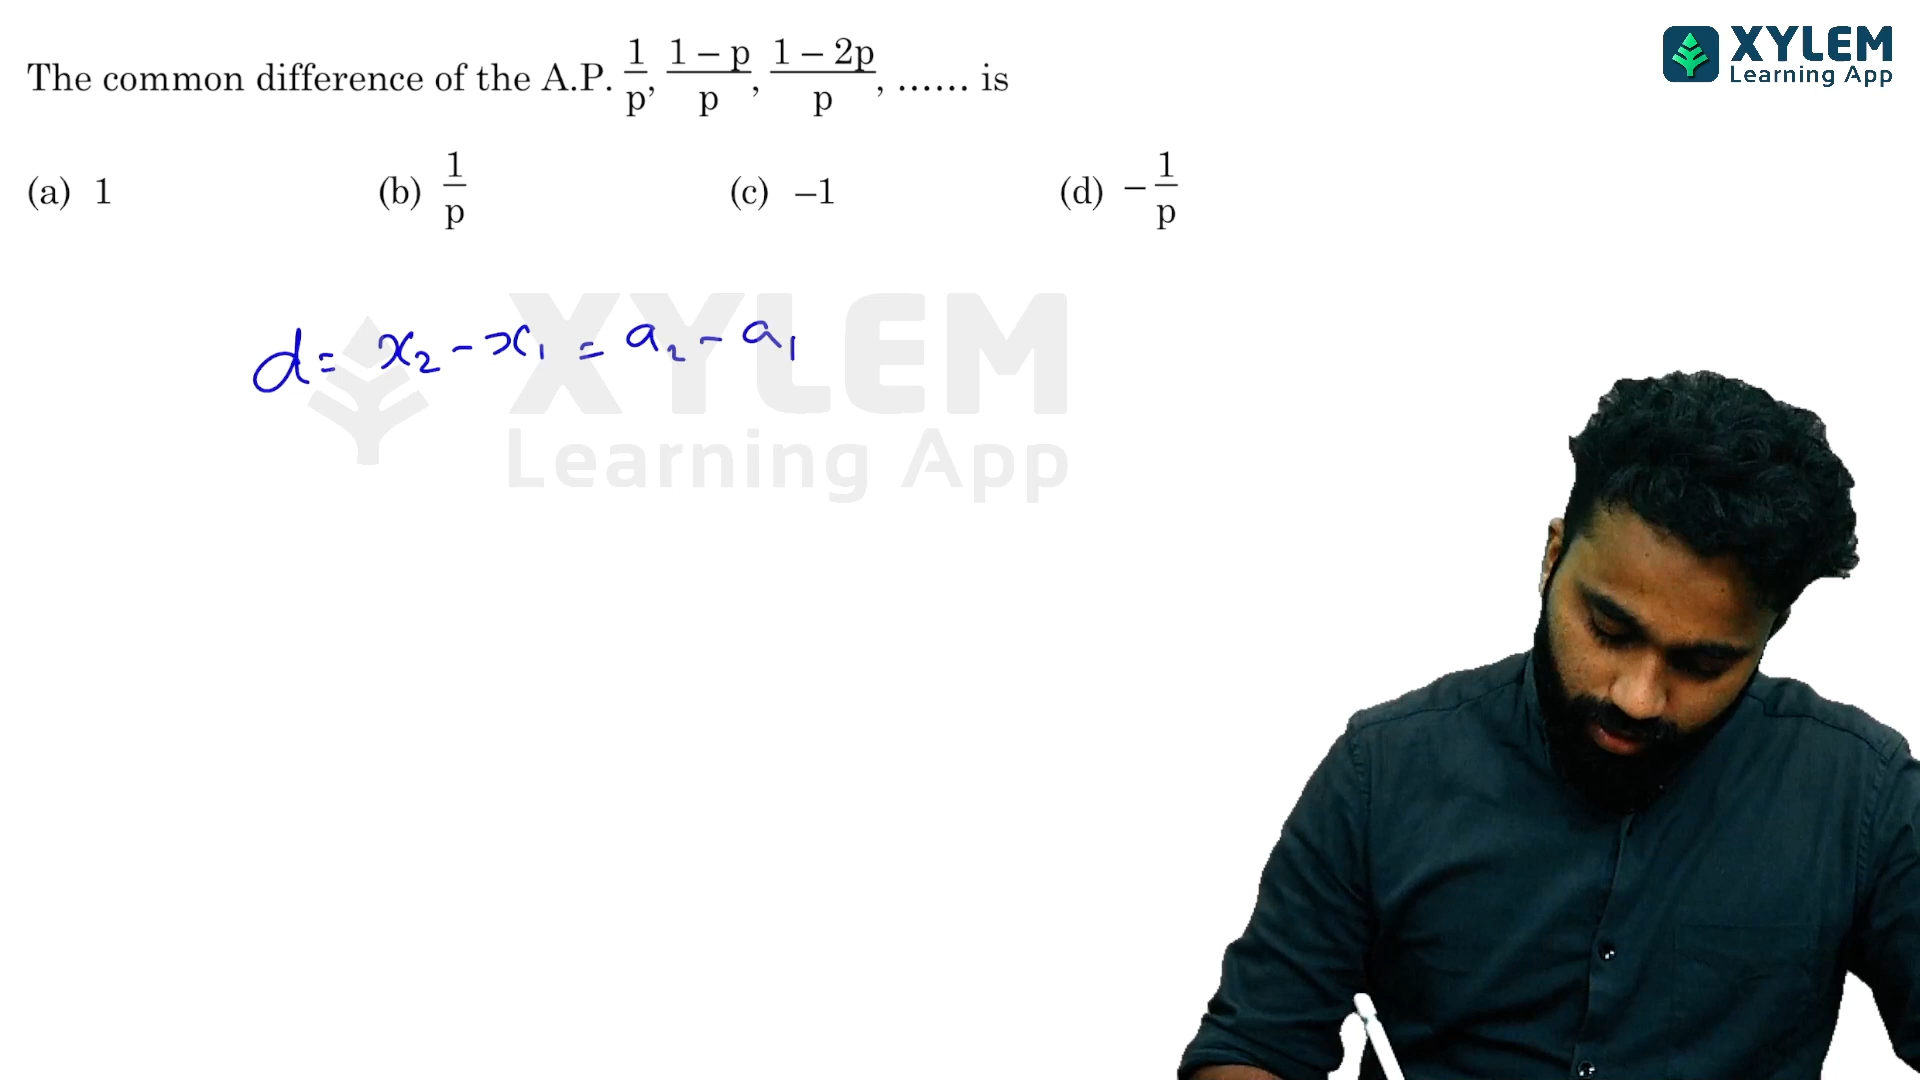 XYLEM
Learning App
The common difference of the A.P. 1/p, (1 – p)/p, (1 – 2p)/p, ...... is
(a) 1 (b) 1/p (c) –1 (d) –1/p
d = x₂ – x₁ = a₂ – a₁
XYLEM
Learning App